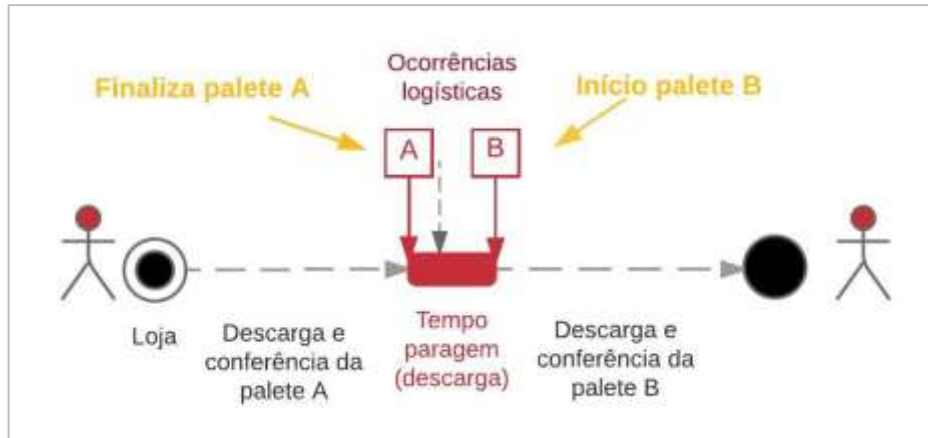 Ocorrências
logísticas
Finaliza palete A
Início palete B
A
B
Loja
Descarga e
conferência da
palete A
Tempo
paragem
(descarga)
Descarga e
conferência da
palete B